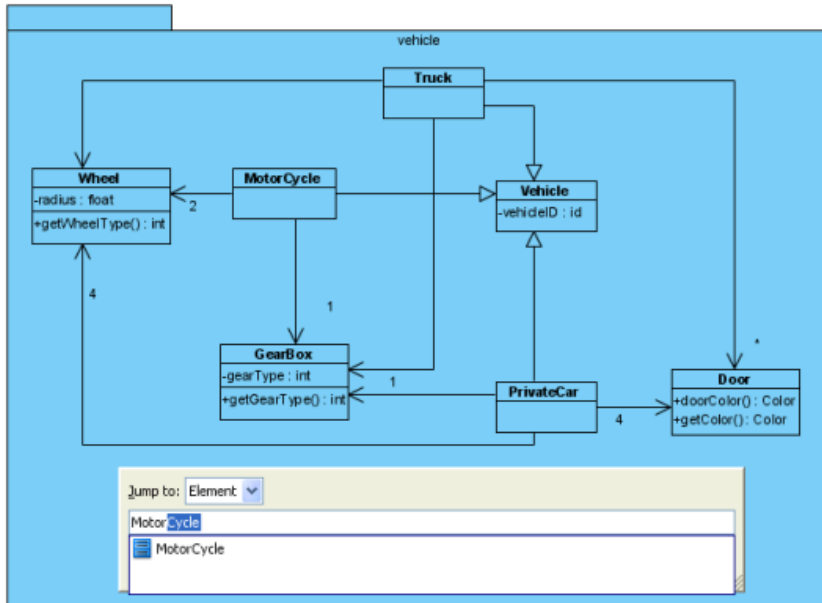 vehicle
Truck
Wheel
-radius : float
+getWheelType() : int
MotorCycle
Vehicle
-vehicleID : id
2
4
1
GearBox
-gearType : int
+getGearType() : int
1
PrivateCar
4
*
Door
+doorColor() : Color
+getColor() : Color
Jump to: Element
MotorCycle
MotorCycle